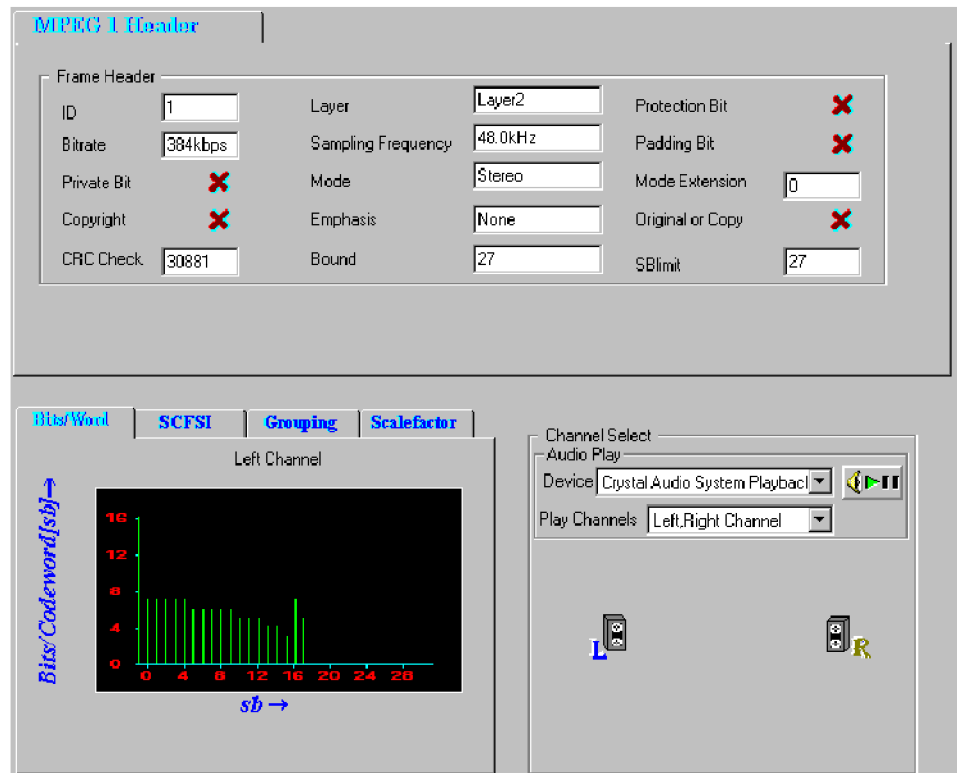 MPEG 1 Header
Frame Header
ID 1 Layer Layer2 Protection Bit
Bitrate 384kbps Sampling Frequency 48.0kHz Padding Bit
Private Bit Mode Stereo Mode Extension 0
Copyright Emphasis None Original or Copy
CRC Check 30881 Bound 27 SBlimit 27
Bits/Word SCFSI Grouping Scalefactor
Left Channel
Bits/Codeword[sb]→
16
12
8
4
0
0 4 8 12 16 20 24 28
sb →
Channel Select
Audio Play
Device Crystal Audio System Playbacl
Play Channels Left,Right Channel
L R